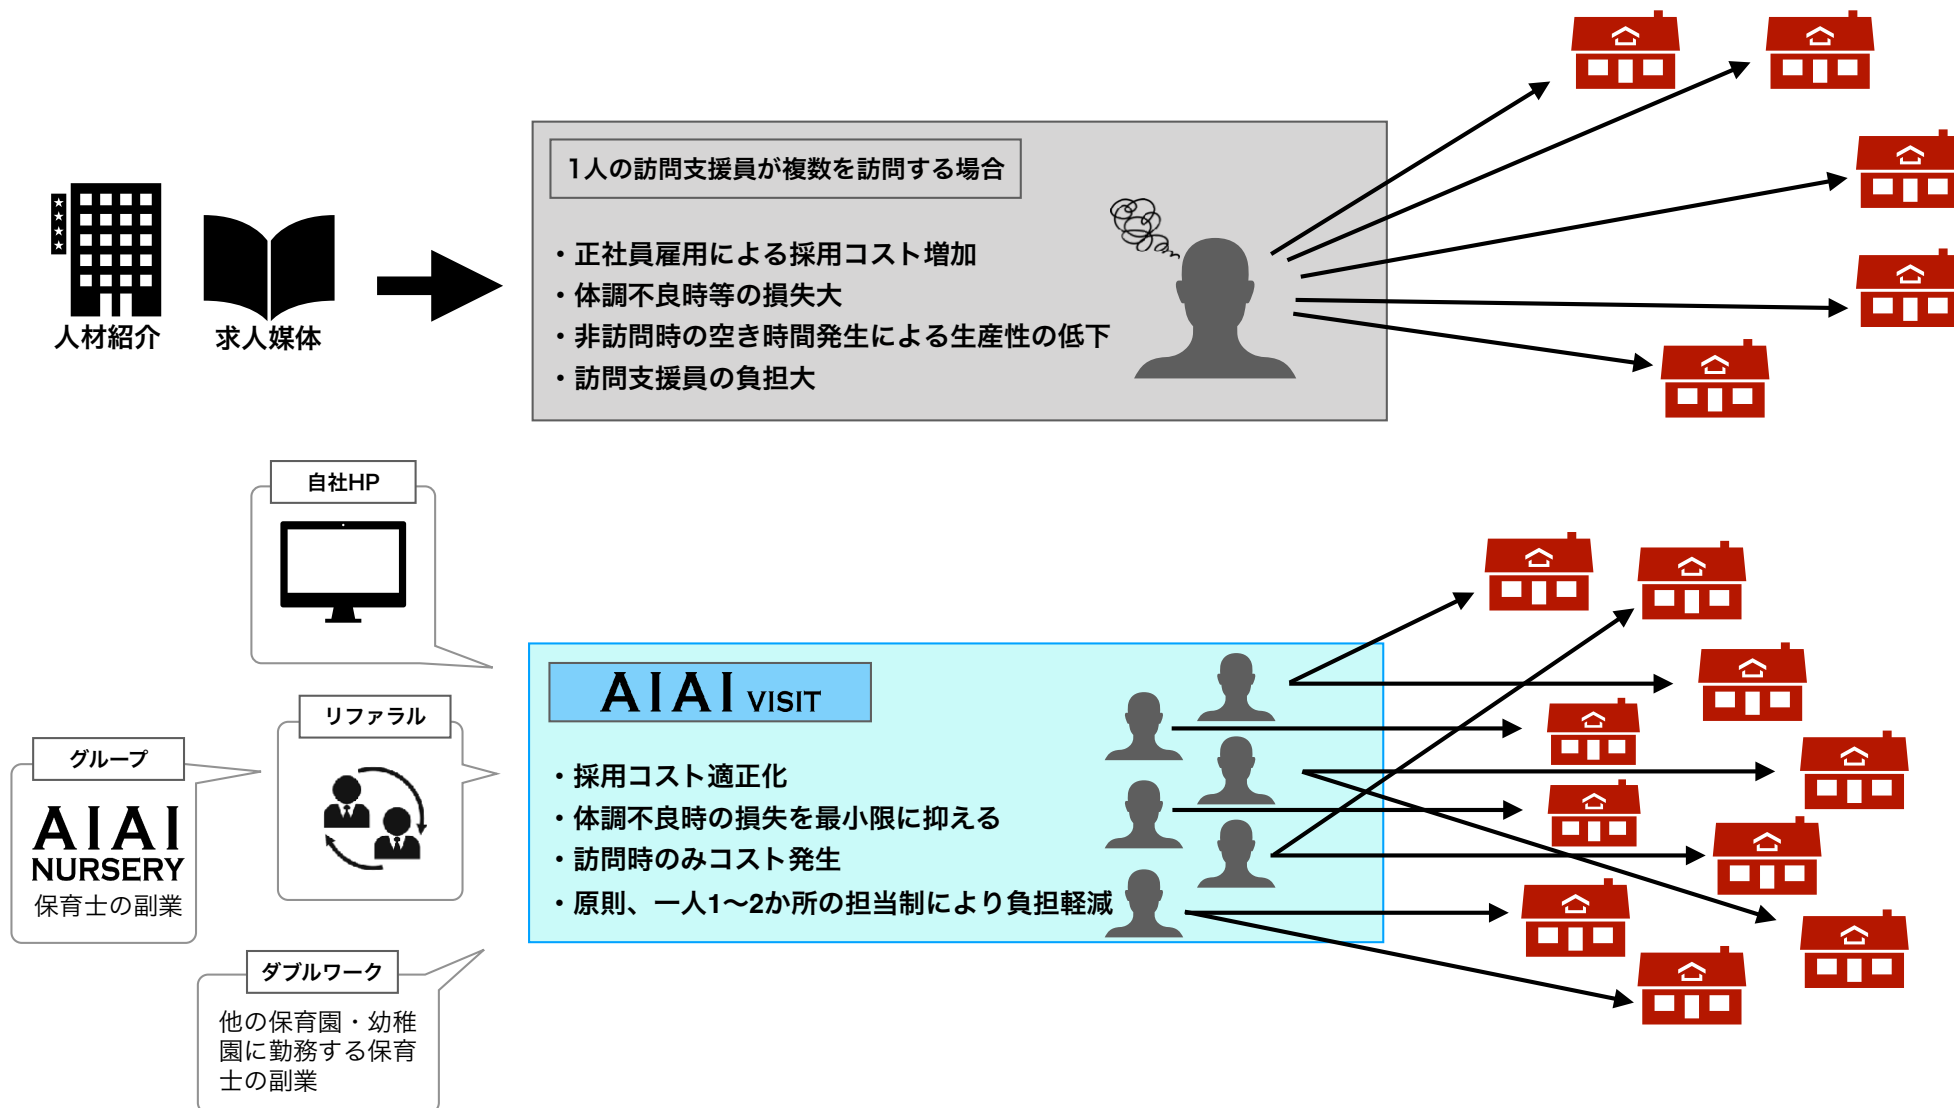 1人の訪問支援員が複数を訪問する場合
・正社員雇用による採用コスト増加
・体調不良時等の損失大
・非訪問時の空き時間発生による生産性の低下
・訪問支援員の負担大
人材紹介
求人媒体
自社HP
リファラル
グループ
AIAI
NURSERY
保育士の副業
ダブルワーク
他の保育園・幼稚
園に勤務する保育
士の副業
AIAI VISIT
・採用コスト適正化
・体調不良時の損失を最小限に抑える
・訪問時のみコスト発生
・原則、一人1〜2か所の担当制により負担軽減